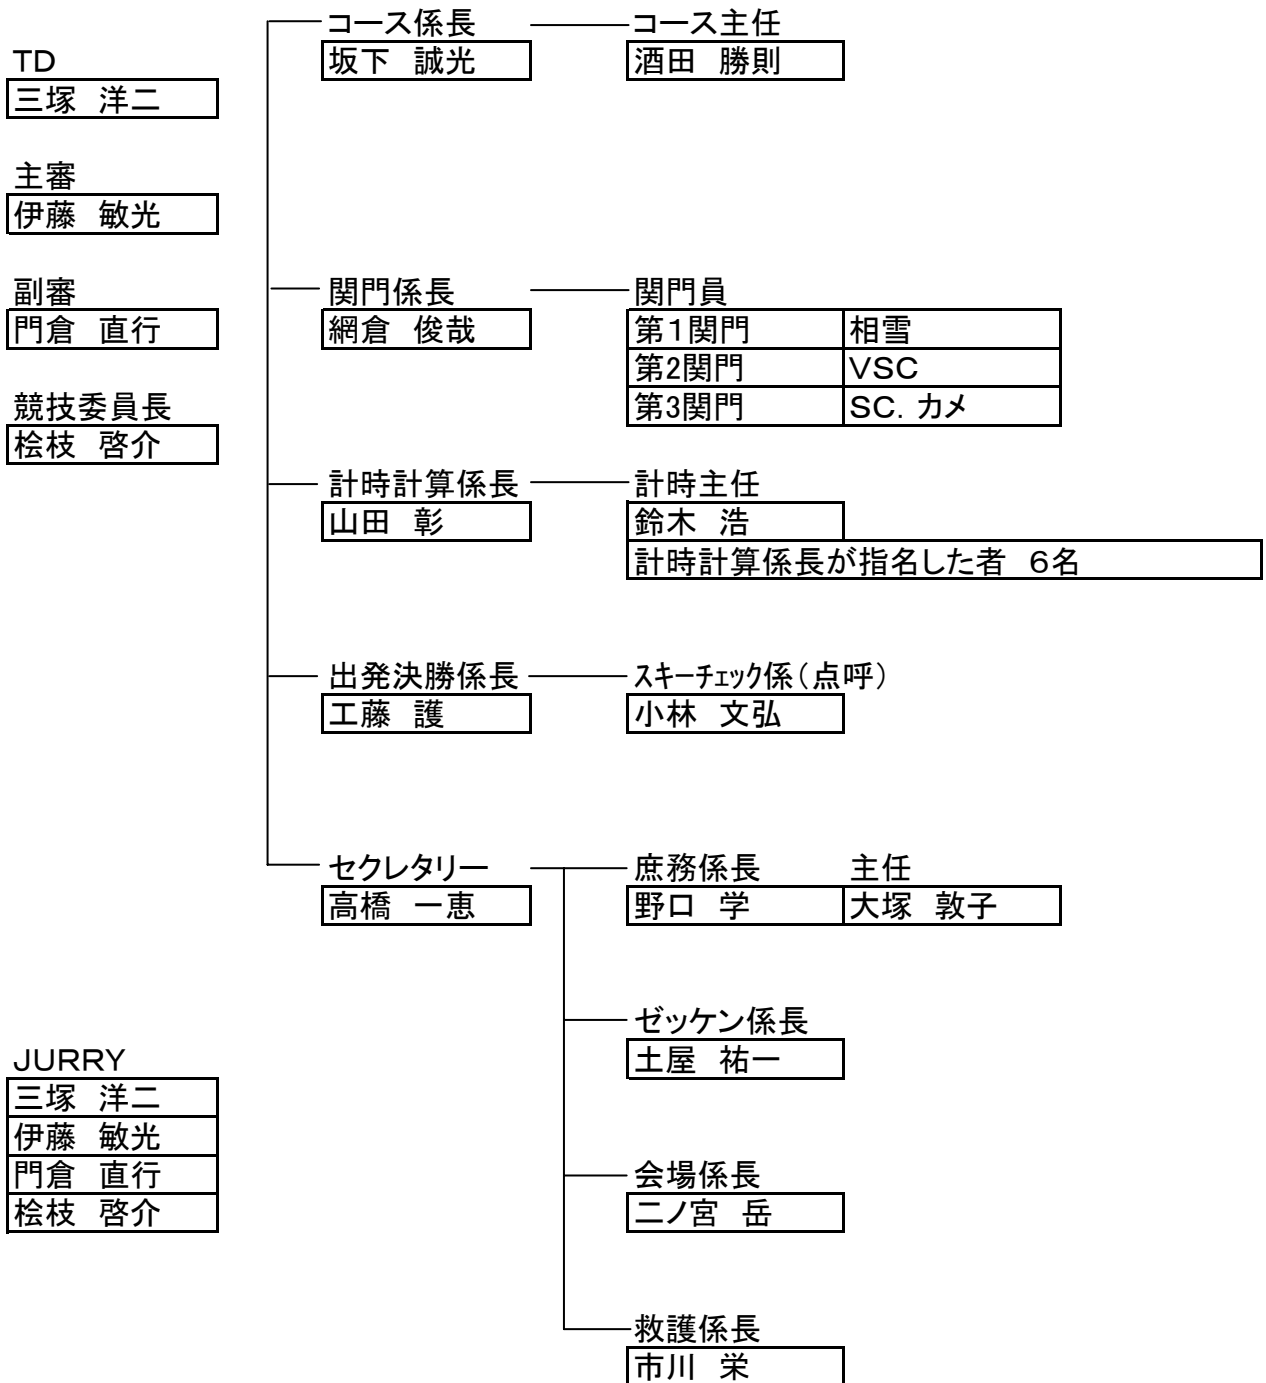 TD
三塚　洋二
主審
伊藤　敏光
副審
門倉　直行
競技委員長
桧枝　啓介
JURRY
三塚　洋二
伊藤　敏光
門倉　直行
桧枝　啓介
コース係長
坂下　誠光
コース主任
酒田　勝則
関門係長
網倉　俊哉
関門員
第１関門　相雪
第2関門　VSC
第3関門　SC．カメ
計時計算係長
山田　彰
計時主任
鈴木　浩
計時計算係長が指名した者　６名
出発決勝係長
工藤　護
スキーチェック係（点呼）
小林　文弘
セクレタリー
高橋　一恵
庶務係長　主任
野口　学　大塚　敦子
ゼッケン係長
土屋　祐一
会場係長
二ノ宮　岳
救護係長
市川　栄